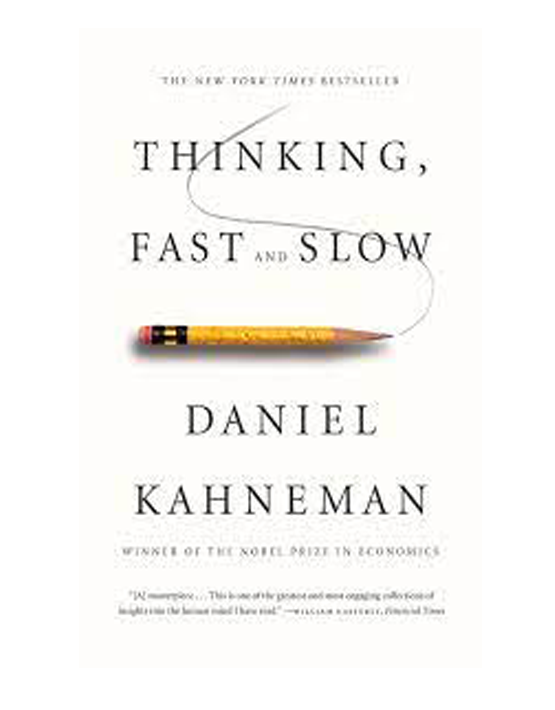 THE NEW YORK TIMES BESTSELLER
THINKING,
FAST AND SLOW
DANIEL
KAHNEMAN
WINNER OF THE NOBEL PRIZE IN ECONOMICS
"[A] masterpiece . . . This is one of the greatest and most engaging collections of
insights into the human mind I have read." —WILLIAM EASTERLY, Financial Times